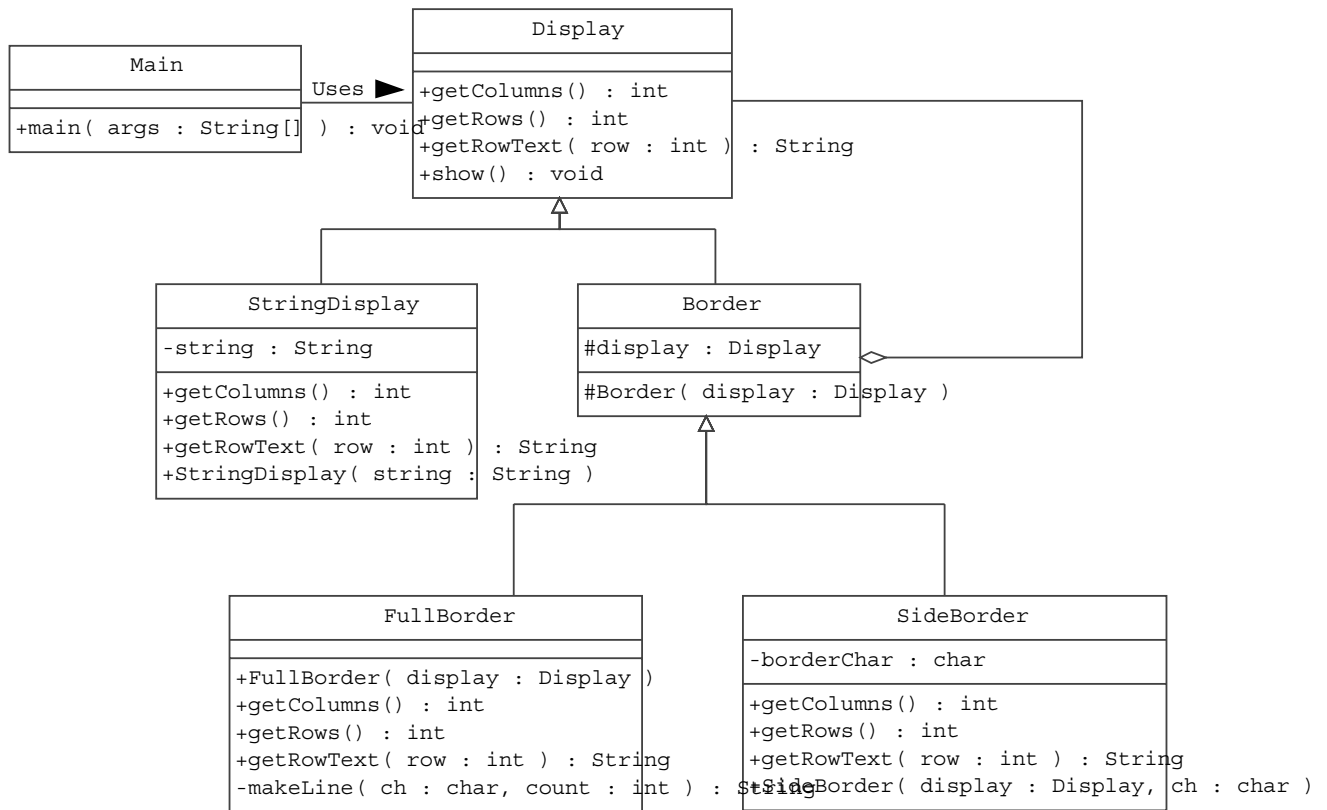 Display
Main
Uses
+getColumns() : int
+getRows() : int
+getRowText( row : int ) : String
+show() : void
+main( args : String[] ) : void
StringDisplay
-string : String
+getColumns() : int
+getRows() : int
+getRowText( row : int ) : String
+StringDisplay( string : String )
Border
#display : Display
#Border( display : Display )
FullBorder
+FullBorder( display : Display )
+getColumns() : int
+getRows() : int
+getRowText( row : int ) : String
-makeLine( ch : char, count : int ) : String
SideBorder
-borderChar : char
+getColumns() : int
+getRows() : int
+getRowText( row : int ) : String
+SideBorder( display : Display, ch : char )